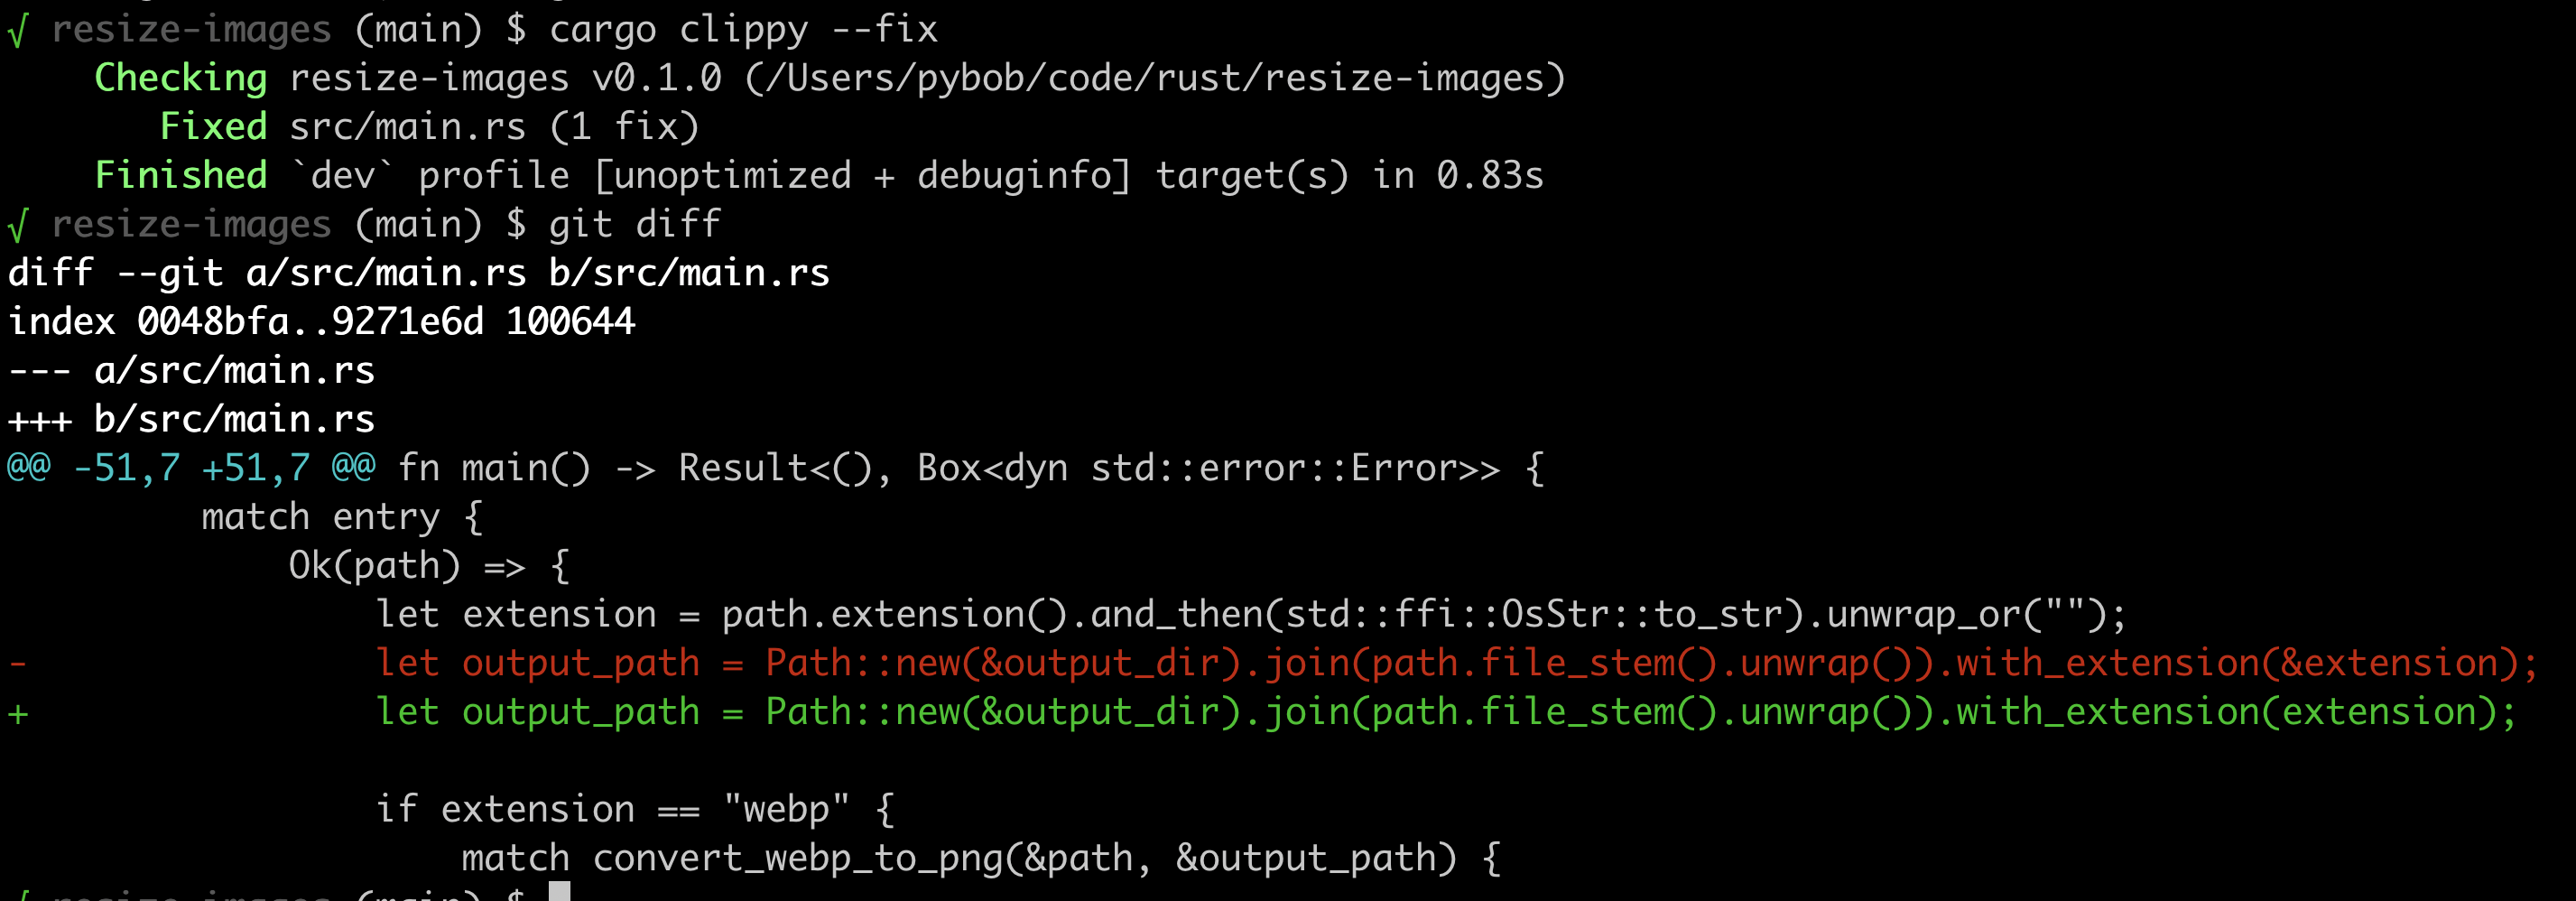 √ resize-images (main) $ cargo clippy --fix
    Checking resize-images v0.1.0 (/Users/pybob/code/rust/resize-images)
       Fixed src/main.rs (1 fix)
    Finished `dev` profile [unoptimized + debuginfo] target(s) in 0.83s
√ resize-images (main) $ git diff
diff --git a/src/main.rs b/src/main.rs
index 0048bfa..9271e6d 100644
--- a/src/main.rs
+++ b/src/main.rs
@@ -51,7 +51,7 @@ fn main() -> Result<(), Box<dyn std::error::Error>> {
         match entry {
             Ok(path) => {
                 let extension = path.extension().and_then(std::ffi::OsStr::to_str).unwrap_or("");
-                let output_path = Path::new(&output_dir).join(path.file_stem().unwrap()).with_extension(&extension);
+                let output_path = Path::new(&output_dir).join(path.file_stem().unwrap()).with_extension(extension);

                 if extension == "webp" {
                     match convert_webp_to_png(&path, &output_path) {
√ resize-images (main) $